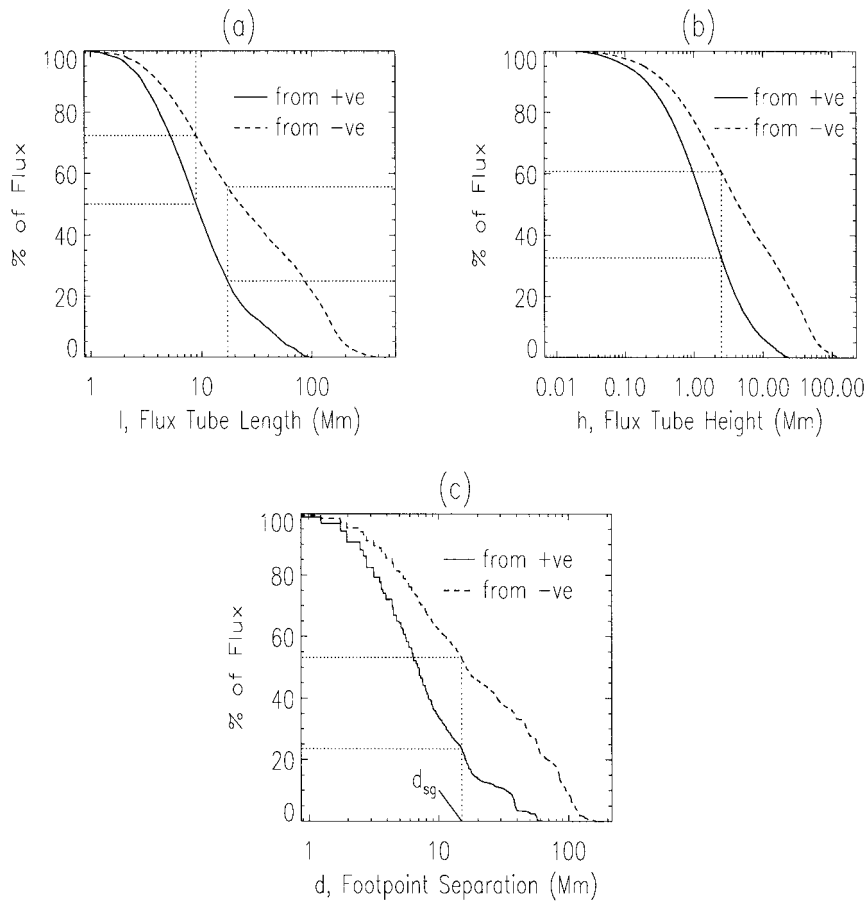 (a)
100
80
60
40
20
0
% of Flux
from +ve
from -ve
1
10
100
l, Flux Tube Length (Mm)
(b)
100
80
60
40
20
0
% of Flux
from +ve
from -ve
0.01
0.10
1.00
10.00
100.00
h, Flux Tube Height (Mm)
(c)
100
80
60
40
20
0
% of Flux
from +ve
from -ve
d_sg
1
10
100
d, Footpoint Separation (Mm)